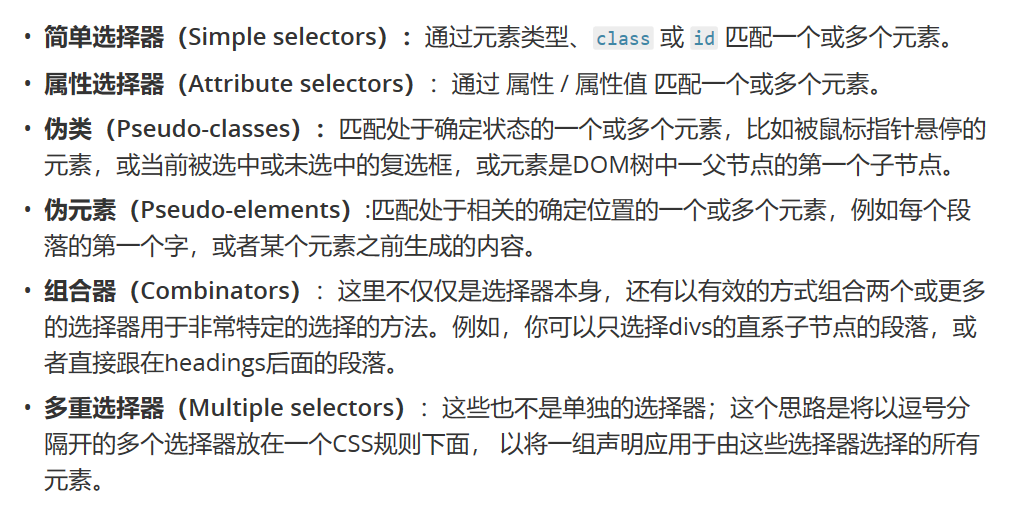 • 简单选择器（Simple selectors）：通过元素类型、class 或 id 匹配一个或多个元素。
• 属性选择器（Attribute selectors）：通过 属性 / 属性值 匹配一个或多个元素。
• 伪类（Pseudo-classes）：匹配处于确定状态的一个或多个元素，比如被鼠标指针悬停的
元素，或当前被选中或未选中的复选框，或元素是DOM树中一父节点的第一个子节点。
• 伪元素（Pseudo-elements）:匹配处于相关的确定位置的一个或多个元素，例如每个段
落的第一个字，或者某个元素之前生成的内容。
• 组合器（Combinators）：这里不仅仅是选择器本身，还有以有效的方式组合两个或更多
的选择器用于非常特定的选择的方法。例如，你可以只选择divs的直系子节点的段落，或
者直接跟在headings后面的段落。
• 多重选择器（Multiple selectors）：这些也不是单独的选择器；这个思路是将以逗号分
隔开的多个选择器放在一个CSS规则下面， 以将一组声明应用于由这些选择器选择的所有
元素。